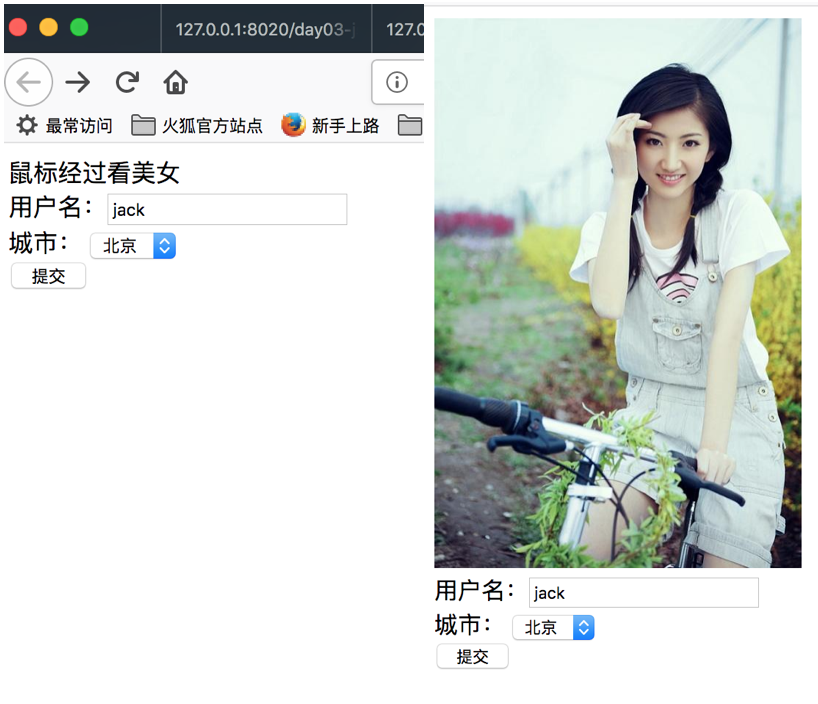 127.0.0.1:8020/day03-j
127.0
最常访问
火狐官方站点
新手上路
鼠标经过看美女
用户名： jack
城市： 北京
提交
用户名： jack
城市： 北京
提交